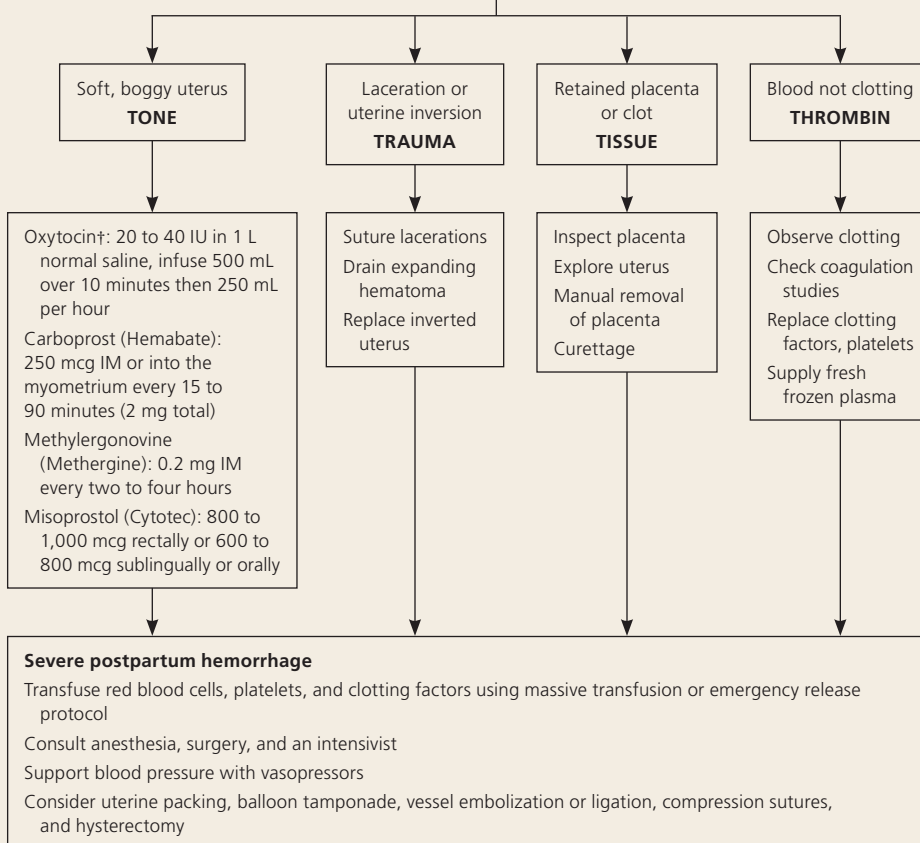 Soft, boggy uterus
TONE
Laceration or
uterine inversion
TRAUMA
Retained placenta
or clot
TISSUE
Blood not clotting
THROMBIN
Oxytocin†: 20 to 40 IU in 1 L
normal saline, infuse 500 mL
over 10 minutes then 250 mL
per hour
Carboprost (Hemabate):
250 mcg IM or into the
myometrium every 15 to
90 minutes (2 mg total)
Methylergonovine
(Methergine): 0.2 mg IM
every two to four hours
Misoprostol (Cytotec): 800 to
1,000 mcg rectally or 600 to
800 mcg sublingually or orally
Suture lacerations
Drain expanding
hematoma
Replace inverted
uterus
Inspect placenta
Explore uterus
Manual removal
of placenta
Curettage
Observe clotting
Check coagulation
studies
Replace clotting
factors, platelets
Supply fresh
frozen plasma
Severe postpartum hemorrhage
Transfuse red blood cells, platelets, and clotting factors using massive transfusion or emergency release
protocol
Consult anesthesia, surgery, and an intensivist
Support blood pressure with vasopressors
Consider uterine packing, balloon tamponade, vessel embolization or ligation, compression sutures,
and hysterectomy